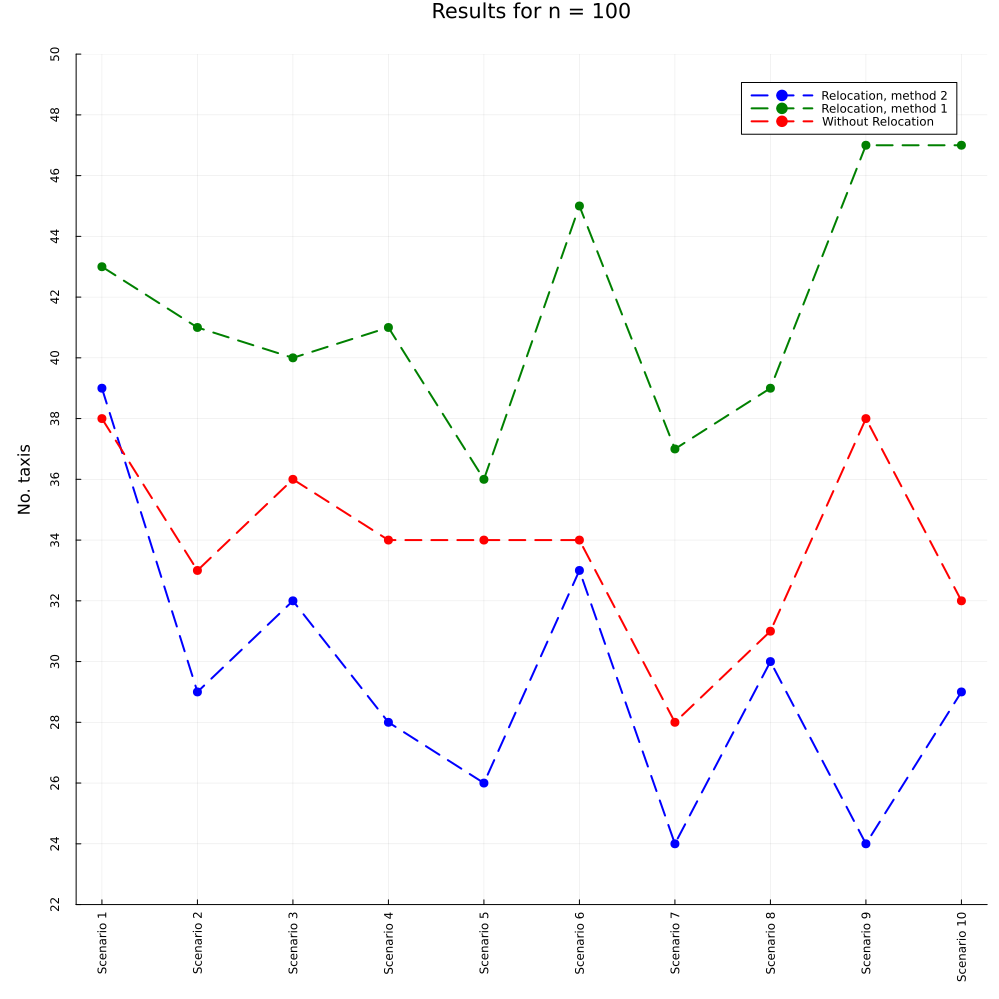 Results for n = 100
Relocation, method 2
Relocation, method 1
Without Relocation
No. taxis
50
48
46
44
42
40
38
36
34
32
30
28
26
24
22
Scenario 1
Scenario 2
Scenario 3
Scenario 4
Scenario 5
Scenario 6
Scenario 7
Scenario 8
Scenario 9
Scenario 10